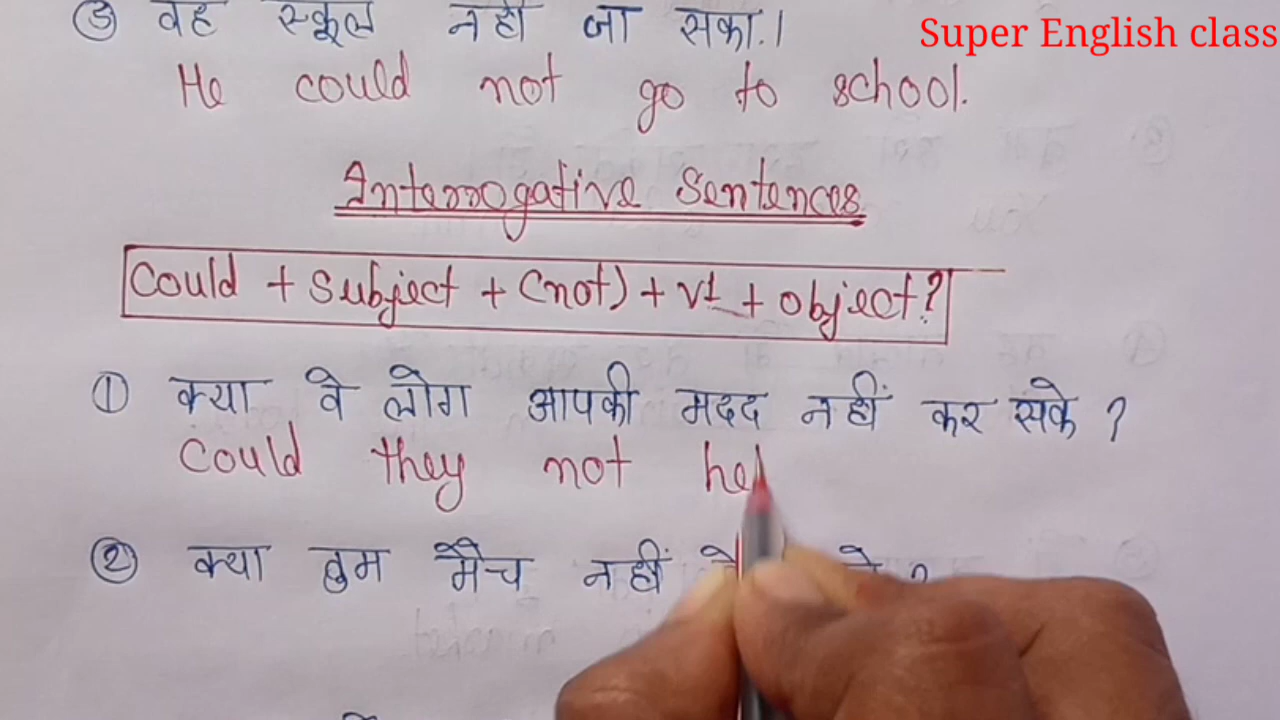 ③ वह स्कूल नहीं जा सका.।
Super English class
He could not go to school.
Interrogative Sentences
Could + Subject + (not) + v1 + object?
① क्या वे लोग आपकी मदद नहीं कर सके ?
Could they not hel
② क्या तुम मैच नहीं ?